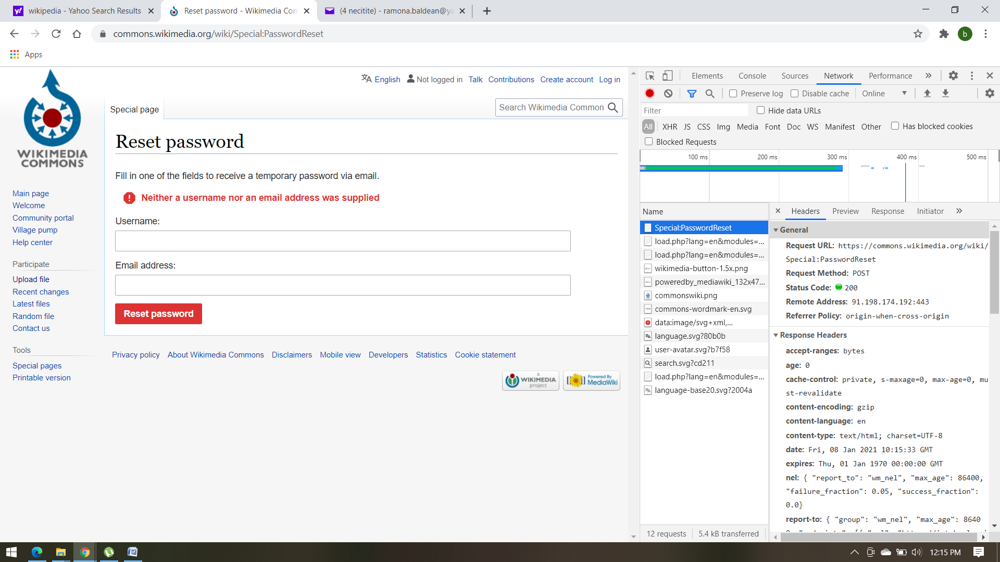 wikipedia - Yahoo Search Results
Reset password - Wikimedia Com
(4 necitite) - ramona.baldean@ya
commons.wikimedia.org/wiki/Special:PasswordReset
b
Apps
WIKIMEDIA
COMMONS
English
Not logged in
Talk
Contributions
Create account
Log in
Special page
Search Wikimedia Common
Reset password
Fill in one of the fields to receive a temporary password via email.
Neither a username nor an email address was supplied
Username:
Email address:
Reset password
Main page
Welcome
Community portal
Village pump
Help center
Participate
Upload file
Recent changes
Latest files
Random file
Contact us
Tools
Special pages
Printable version
Privacy policy
About Wikimedia Commons
Disclaimers
Mobile view
Developers
Statistics
Cookie statement
a
WIKIMEDIA
project
Powered By
MediaWiki
Elements
Console
Sources
Network
Performance
Preserve log
Disable cache
Online
Filter
Hide data URLs
All
XHR
JS
CSS
Img
Media
Font
Doc
WS
Manifest
Other
Has blocked cookies
Blocked Requests
100 ms
200 ms
300 ms
400 ms
500 ms
Name
Special:PasswordReset
load.php?lang=en&modules=...
load.php?lang=en&modules=...
wikimedia-button-1.5x.png
poweredby_mediawiki_132x47...
commonswiki.png
commons-wordmark-en.svg
data:image/svg+xml,...
language.svg?80b0b
user-avatar.svg?b7f58
search.svg?cd211
load.php?lang=en&modules=...
language-base20.svg?2004a
12 requests
5.4 kB transferred
Headers
Preview
Response
Initiator
General
Request URL: https://commons.wikimedia.org/wiki/
Special:PasswordReset
Request Method: POST
Status Code: 200
Remote Address: 91.198.174.192:443
Referrer Policy: origin-when-cross-origin
Response Headers
accept-ranges: bytes
age: 0
cache-control: private, s-maxage=0, max-age=0, mu
st-revalidate
content-encoding: gzip
content-language: en
content-type: text/html; charset=UTF-8
date: Fri, 08 Jan 2021 10:15:33 GMT
expires: Thu, 01 Jan 1970 00:00:00 GMT
nel: { "report_to": "wm_nel", "max_age": 86400,
"failure_fraction": 0.05, "success_fraction":
0.0}
report-to: { "group": "wm_nel", "max_age": 8640
12:15 PM